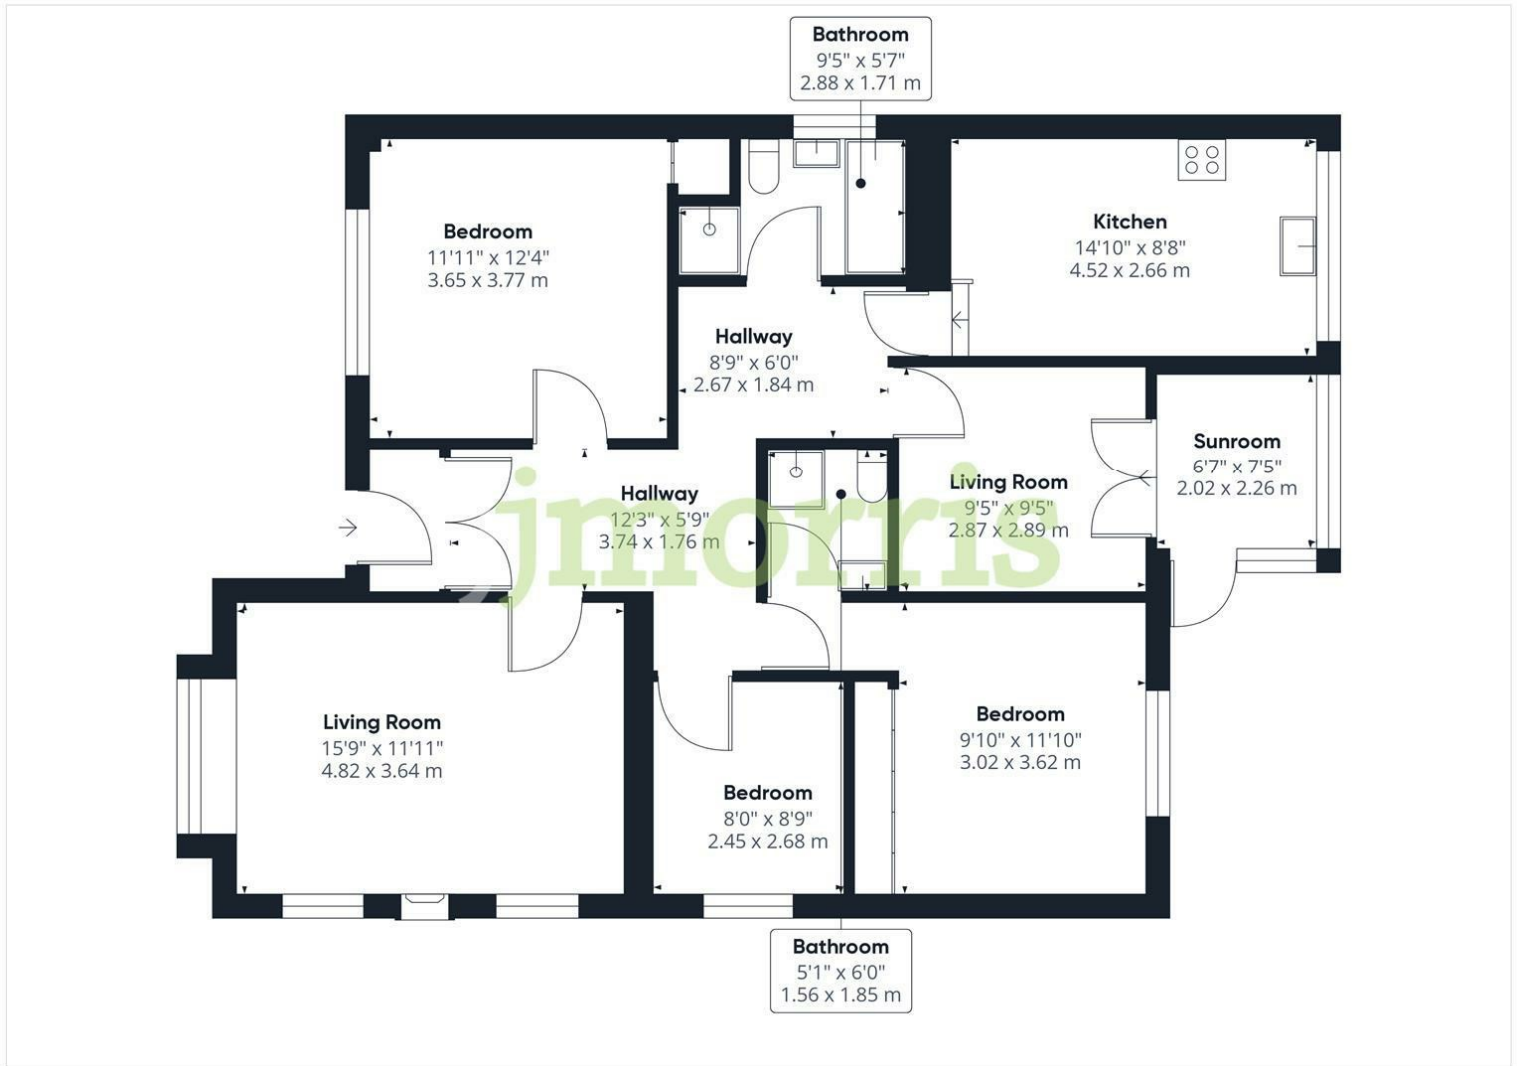 Bathroom
9'5" x 5'7"
2.88 x 1.71 m
Bedroom
11'11" x 12'4"
3.65 x 3.77 m
Kitchen
14'10" x 8'8"
4.52 x 2.66 m
Hallway
8'9" x 6'0"
2.67 x 1.84 m
Sunroom
6'7" x 7'5"
2.02 x 2.26 m
Living Room
9'5" x 9'5"
2.87 x 2.89 m
Hallway
12'3" x 5'9"
3.74 x 1.76 m
jjmorris
Living Room
15'9" x 11'11"
4.82 x 3.64 m
Bedroom
9'10" x 11'10"
3.02 x 3.62 m
Bedroom
8'0" x 8'9"
2.45 x 2.68 m
Bathroom
5'1" x 6'0"
1.56 x 1.85 m